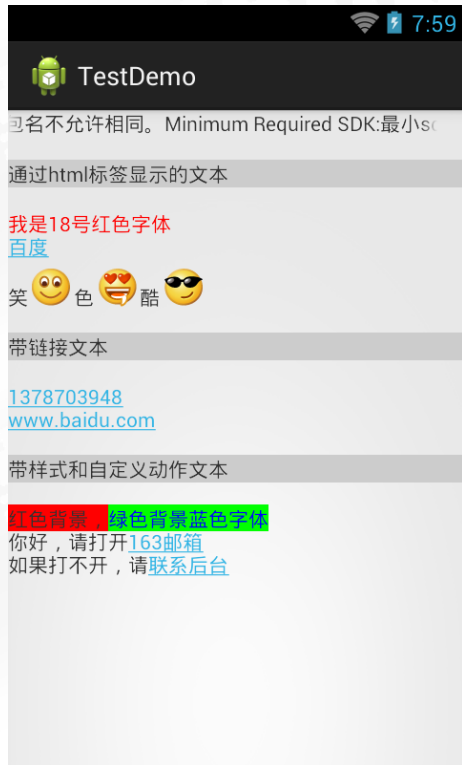 7:59
TestDemo
包名不允许相同。Minimum Required SDK:最小s
通过html标签显示的文本
我是18号红色字体
百度
笑 色 酷
带链接文本
1378703948
www.baidu.com
带样式和自定义动作文本
红色背景，绿色背景蓝色字体
你好，请打开163邮箱
如果打不开，请联系后台